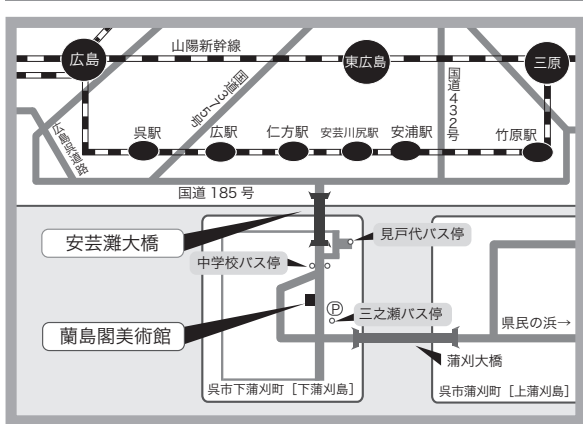 山陽新幹線
広島
東広島
三原
国道375号
国道432号
広島呉道路
呉駅
広駅
仁方駅
安芸川尻駅
安浦駅
竹原駅
国道 185 号
安芸灘大橋
見戸代バス停
中学校バス停
蘭島閣美術館
P
三之瀬バス停
県民の浜→
蒲刈大橋
呉市下蒲刈町［下蒲刈島］
呉市蒲刈町［上蒲刈島］